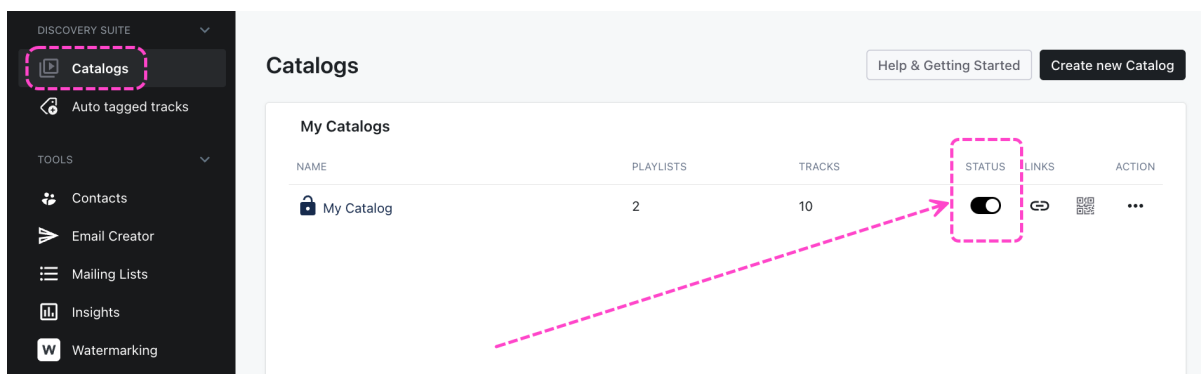 DISCOVERY SUITE
Catalogs
Auto tagged tracks
TOOLS
Contacts
Email Creator
Mailing Lists
Insights
W Watermarking
Catalogs
Help & Getting Started
Create new Catalog
My Catalogs
NAME PLAYLISTS TRACKS STATUS LINKS ACTION
My Catalog 2 10